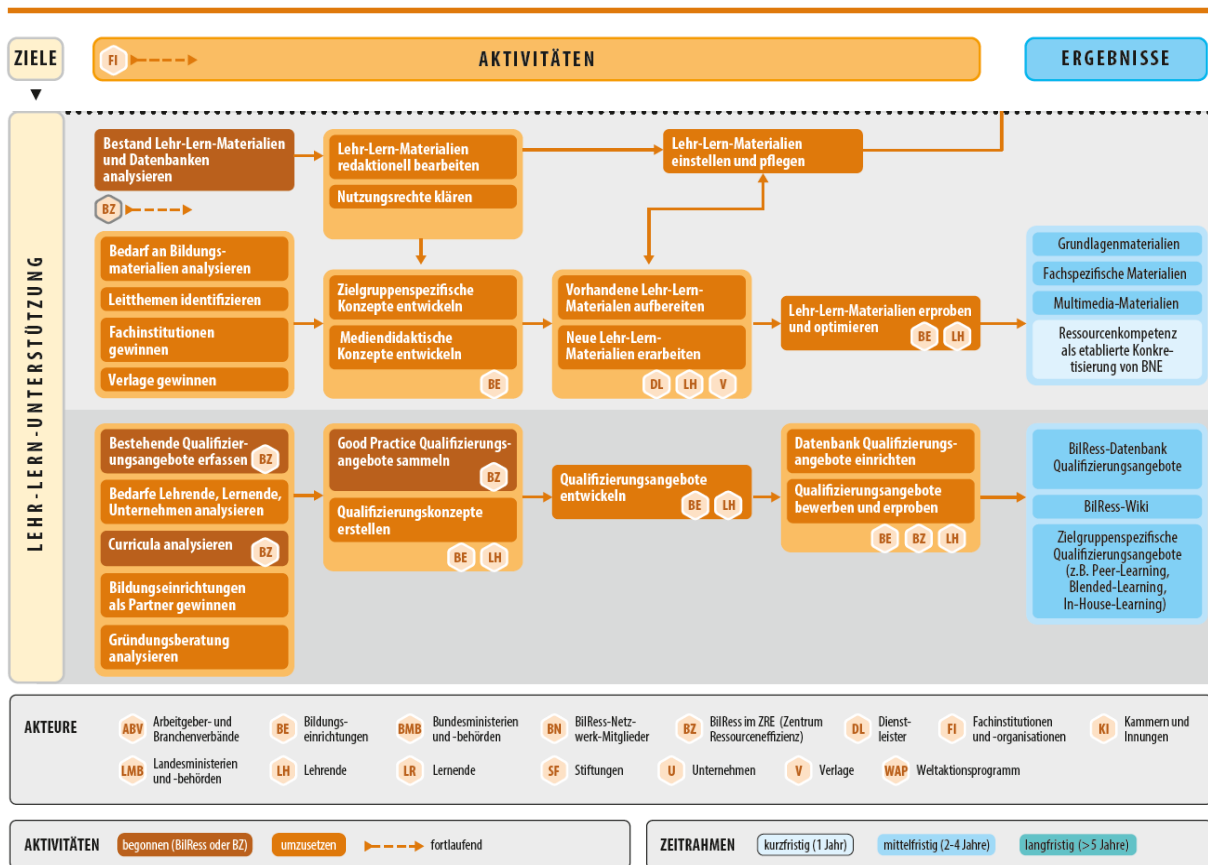 ZIELE
FI
AKTIVITÄTEN
ERGEBNISSE
LEHR-LERN-UNTERSTÜTZUNG
Bestand Lehr-Lern-Materialien
und Datenbanken
analysieren
BZ
Lehr-Lern-Materialien
redaktionell bearbeiten
Nutzungsrechte klären
Lehr-Lern-Materialien
einstellen und pflegen
Bedarf an Bildungs-
materialien analysieren
Leitthemen identifizieren
Fachinstitutionen
gewinnen
Verlage gewinnen
Zielgruppenspezifische
Konzepte entwickeln
Mediendidaktische
Konzepte entwickeln
BE
Vorhandene Lehr-Lern-
Materialen aufbereiten
Neue Lehr-Lern-
Materialien erarbeiten
DL
LH
V
Lehr-Lern-Materialien erproben
und optimieren
BE
LH
Grundlagenmaterialien
Fachspezifische Materialien
Multimedia-Materialien
Ressourcenkompetenz
als etablierte Konkre-
tisierung von BNE
Bestehende Qualifizier-
ungsangebote erfassen
BZ
Bedarfe Lehrende, Lernende,
Unternehmen analysieren
Curricula analysieren
BZ
Bildungseinrichtungen
als Partner gewinnen
Gründungsberatung
analysieren
Good Practice Qualifizierungs-
angebote sammeln
BZ
Qualifizierungskonzepte
erstellen
BE
LH
Qualifizierungsangebote
entwickeln
BE
LH
Datenbank Qualifizierungs-
angebote einrichten
Qualifizierungsangebote
bewerben und erproben
BE
BZ
LH
BilRess-Datenbank
Qualifizierungsangebote
BilRess-Wiki
Zielgruppenspezifische
Qualifizierungsangebote
(z.B. Peer-Learning,
Blended-Learning,
In-House-Learning)
AKTEURE
ABV
Arbeitgeber- und
Branchenverbände
BE
Bildungs-
einrichtungen
BMB
Bundesministerien
und -behörden
BN
BilRess-Netz-
werk-Mitglieder
BZ
BilRess im ZRE (Zentrum
Ressourceneffizienz)
DL
Dienst-
leister
FI
Fachinstitutionen
und -organisationen
KI
Kammern und
Innungen
LMB
Landesministerien
und -behörden
LH
Lehrende
LR
Lernende
SF
Stiftungen
U
Unternehmen
V
Verlage
WAP
Weltaktionsprogramm
AKTIVITÄTEN
begonnen (BilRess oder BZ)
umzusetzen
fortlaufend
ZEITRAHMEN
kurzfristig (1 Jahr)
mittelfristig (2-4 Jahre)
langfristig (>5 Jahre)